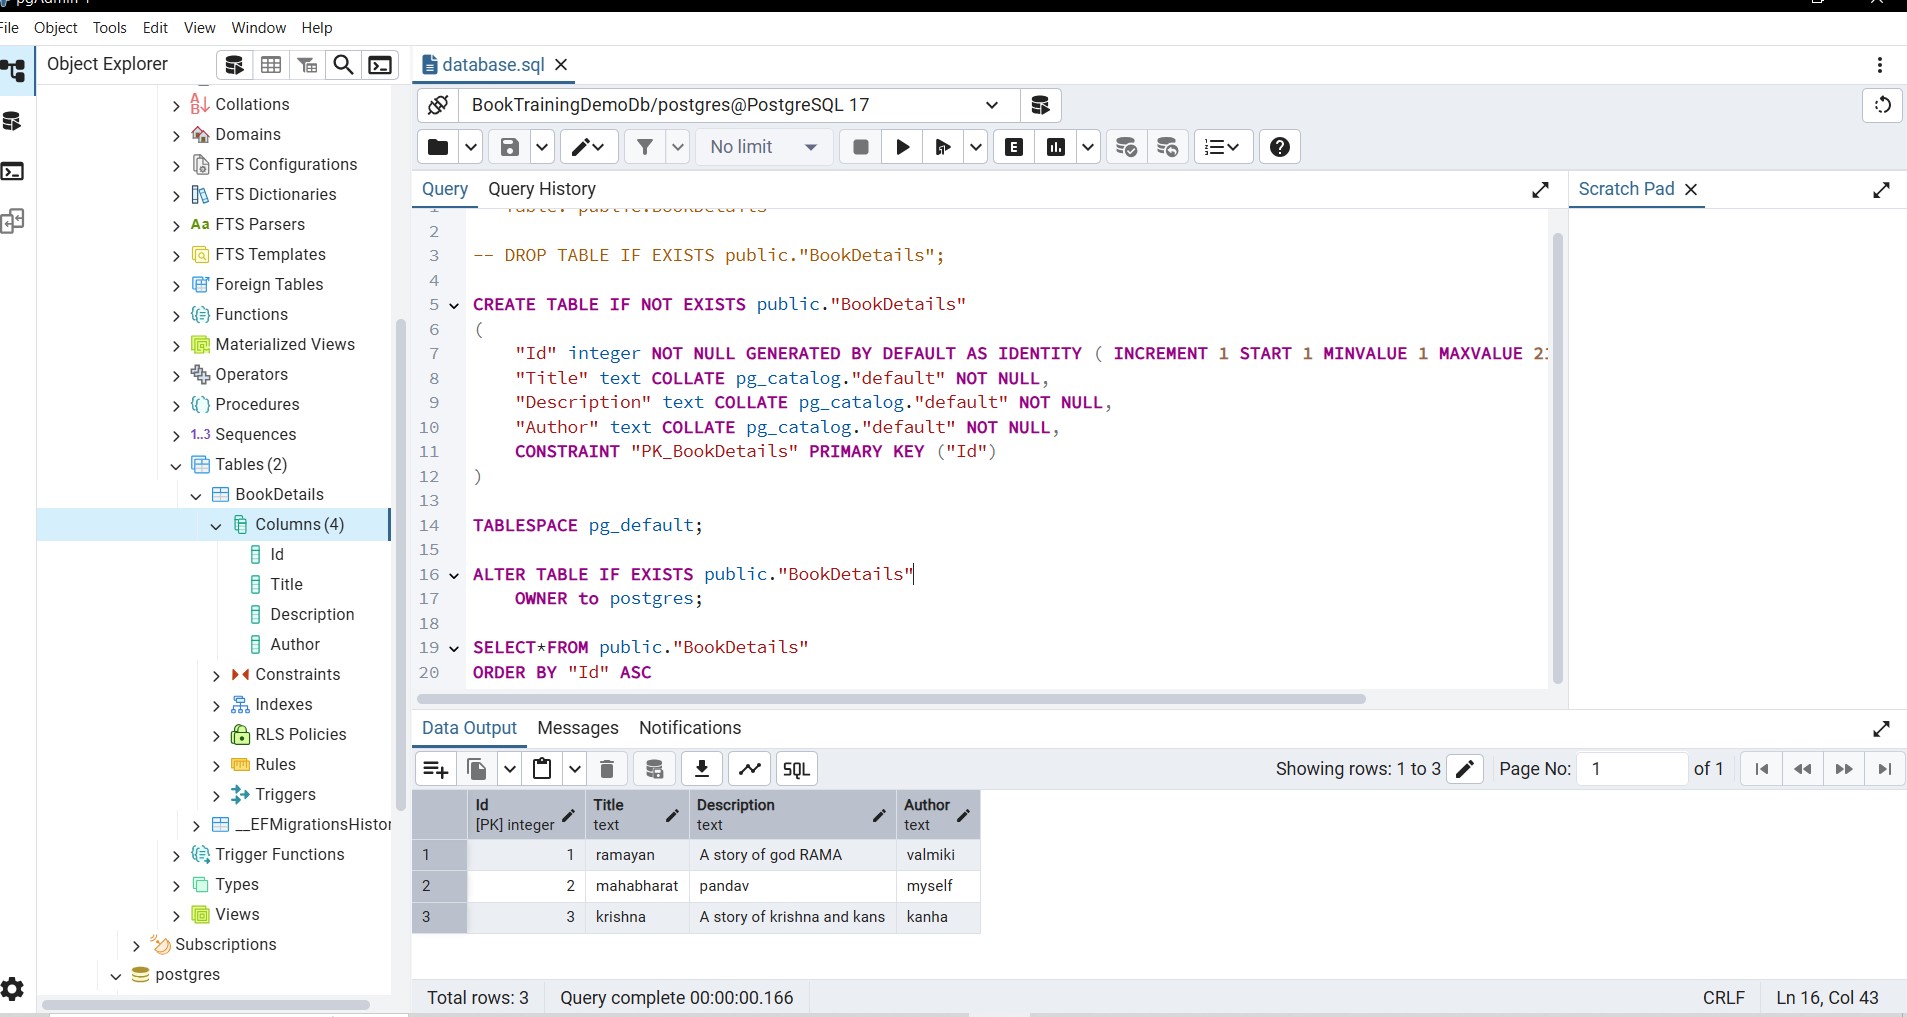 File Object Tools Edit View Window Help
Object Explorer
database.sql
BookTrainingDemoDb/postgres@PostgreSQL 17
No limit
Query Query History
Scratch Pad
Collations
Domains
FTS Configurations
FTS Dictionaries
Aa FTS Parsers
FTS Templates
Foreign Tables
Functions
Materialized Views
Operators
Procedures
1..3 Sequences
Tables (2)
BookDetails
Columns (4)
Id
Title
Description
Author
Constraints
Indexes
RLS Policies
Rules
Triggers
__EFMigrationsHistor
Trigger Functions
Types
Views
Subscriptions
postgres
2
3 -- DROP TABLE IF EXISTS public."BookDetails";
4
5 CREATE TABLE IF NOT EXISTS public."BookDetails"
6 (
7 "Id" integer NOT NULL GENERATED BY DEFAULT AS IDENTITY ( INCREMENT 1 START 1 MINVALUE 1 MAXVALUE 21
8 "Title" text COLLATE pg_catalog."default" NOT NULL,
9 "Description" text COLLATE pg_catalog."default" NOT NULL,
10 "Author" text COLLATE pg_catalog."default" NOT NULL,
11 CONSTRAINT "PK_BookDetails" PRIMARY KEY ("Id")
12 )
13
14 TABLESPACE pg_default;
15
16 ALTER TABLE IF EXISTS public."BookDetails"
17 OWNER to postgres;
18
19 SELECT*FROM public."BookDetails"
20 ORDER BY "Id" ASC
Data Output Messages Notifications
SQL
Showing rows: 1 to 3 Page No: 1 of 1
Id Title Description Author
[PK] integer text text text
1 1 ramayan A story of god RAMA valmiki
2 2 mahabharat pandav myself
3 3 krishna A story of krishna and kans kanha
Total rows: 3 Query complete 00:00:00.166 CRLF Ln 16, Col 43